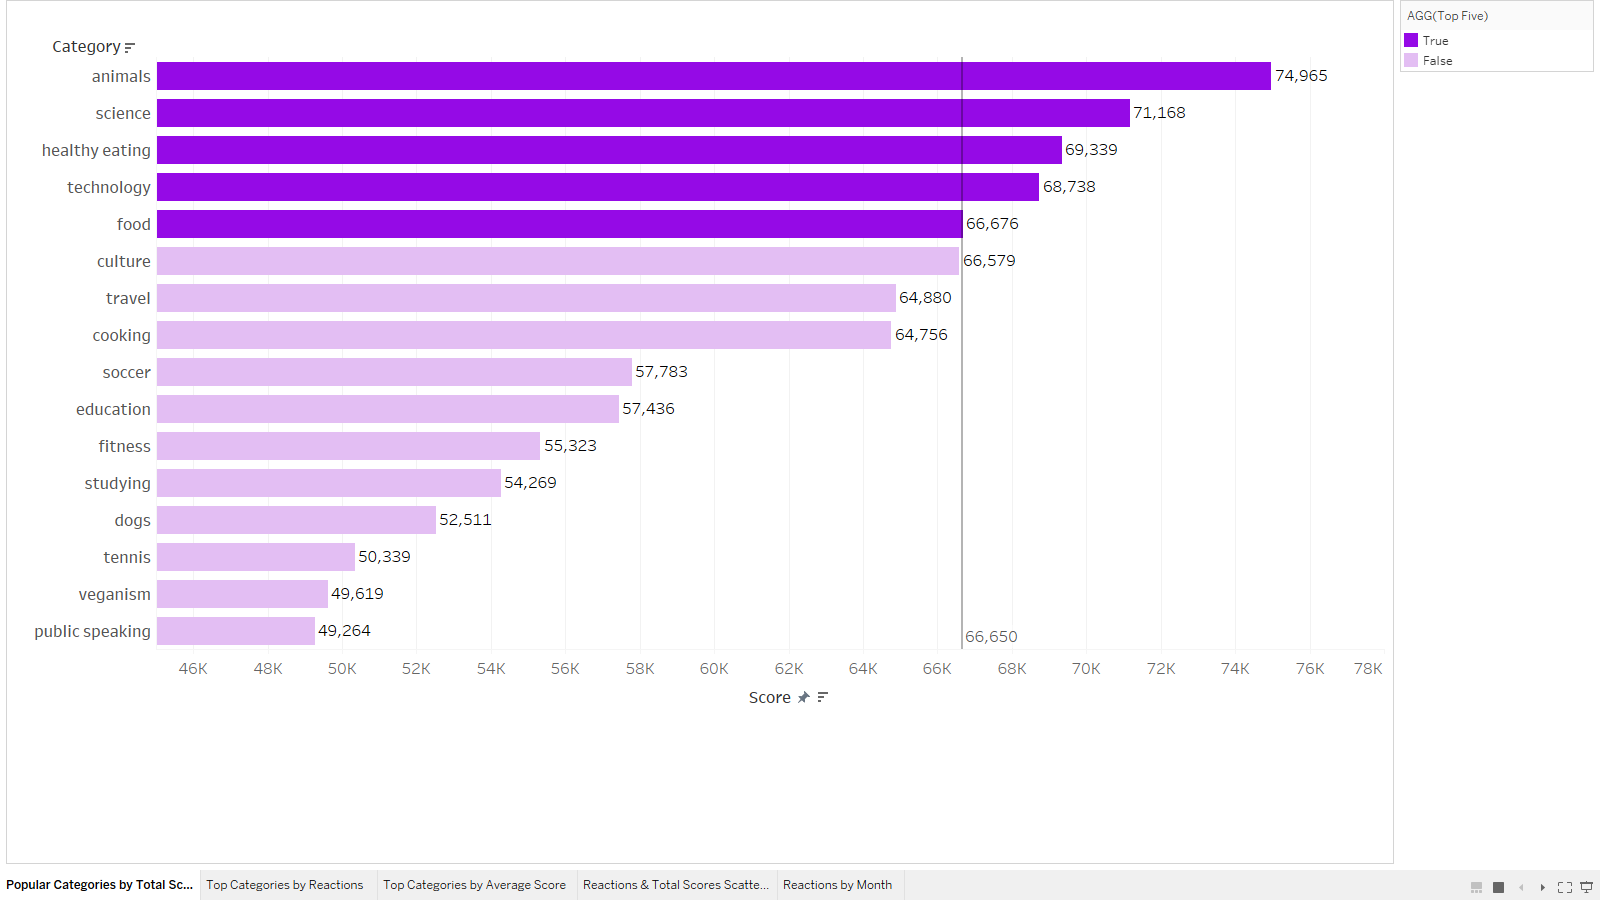 AGG(Top Five)
True
False
Category
animals 74,965
science 71,168
healthy eating 69,339
technology 68,738
food 66,676
culture 66,579
travel 64,880
cooking 64,756
soccer 57,783
education 57,436
fitness 55,323
studying 54,269
dogs 52,511
tennis 50,339
veganism 49,619
public speaking 49,264
66,650
46K 48K 50K 52K 54K 56K 58K 60K 62K 64K 66K 68K 70K 72K 74K 76K 78K
Score
Popular Categories by Total Sc... Top Categories by Reactions Top Categories by Average Score Reactions & Total Scores Scatte... Reactions by Month